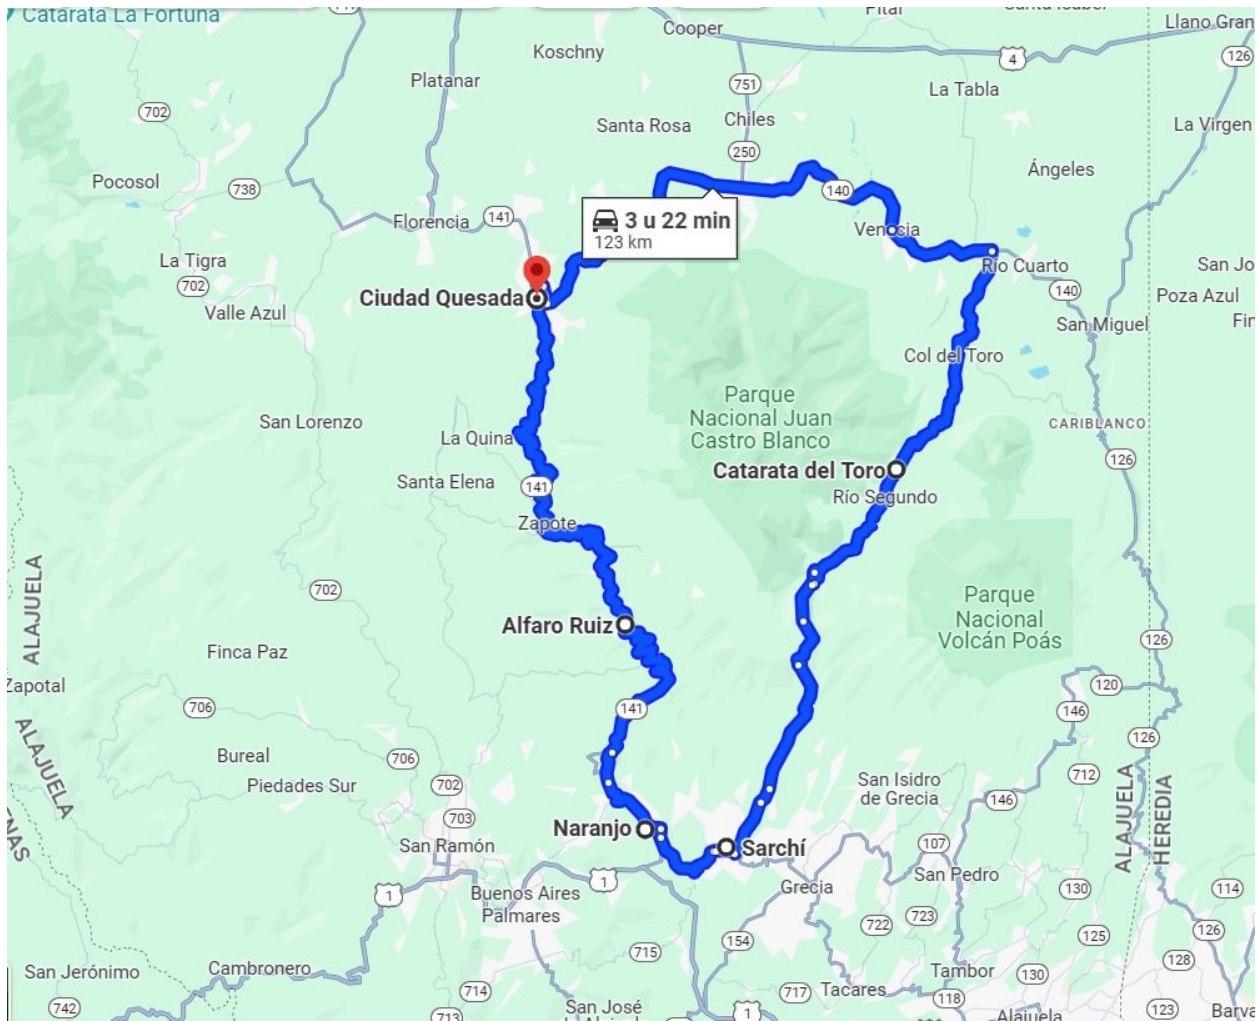 Catarata La Fortuna
141
Pital
Santa Isabel
Cooper
Llano Gran
Koschny
4
126
Platanar
751
La Tabla
702
Chiles
Santa Rosa
La Virgen
250
Ángeles
Pocosol
738
140
Florencia
141
3 u 22 min
123 km
Venecia
La Tigra
Río Cuarto
San Jo
702
Ciudad Quesada
140
Poza Azul
Valle Azul
San Miguel
Fin
Col del Toro
Parque
Nacional Juan
Castro Blanco
San Lorenzo
La Quina
CARIBLANCO
126
Catarata del Toro
Santa Elena
141
Río Segundo
Zapote
702
Parque
Nacional
Volcán Poás
ALAJUELA
Alfaro Ruiz
126
Finca Paz
Zapotal
120
706
141
146
ALAJUELA
126
Bureal
706
San Isidro
de Grecia
712
Piedades Sur
702
146
ALAJUELA
HEREDIA
703
Naranjo
San Ramón
Sarchí
107
San Pedro
1
1
Buenos Aires
Palmares
Grecia
130
114
723
722
126
154
125
715
128
San Jerónimo
Cambronero
Tambor
130
714
717
Tacares
118
742
713
San José
1
Alajuela
123
Barva